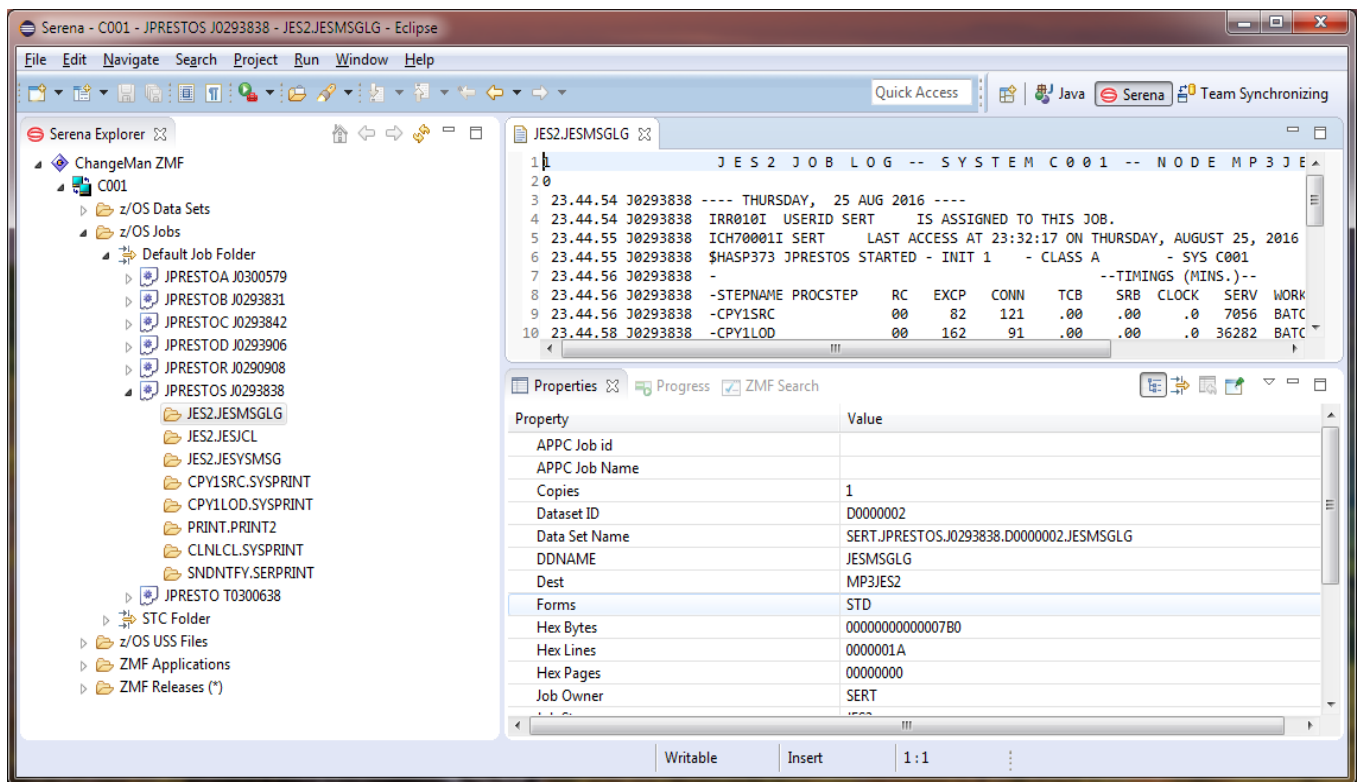 Serena - C001 - JPRESTOS J0293838 - JES2.JESMSGLG - Eclipse
File Edit Navigate Search Project Run Window Help
Quick Access Java Serena Team Synchronizing
Serena Explorer
ChangeMan ZMF
C001
z/OS Data Sets
z/OS Jobs
Default Job Folder
JPRESTOA J0300579
JPRESTOB J0293831
JPRESTOC J0293842
JPRESTOD J0293906
JPRESTOR J0290908
JPRESTOS J0293838
JES2.JESMSGLG
JES2.JESJCL
JES2.JESYSMSG
CPY1SRC.SYSPRINT
CPY1LOD.SYSPRINT
PRINT.PRINT2
CLNLCL.SYSPRINT
SNDNTFY.SERPRINT
JPRESTO T0300638
STC Folder
z/OS USS Files
ZMF Applications
ZMF Releases (*)
JES2.JESMSGLG
1 1 J E S 2 J O B L O G -- S Y S T E M C 0 0 1 -- N O D E M P 3 J E
2 0
3 23.44.54 J0293838 ---- THURSDAY, 25 AUG 2016 ----
4 23.44.54 J0293838 IRR010I USERID SERT IS ASSIGNED TO THIS JOB.
5 23.44.55 J0293838 ICH70001I SERT LAST ACCESS AT 23:32:17 ON THURSDAY, AUGUST 25, 2016
6 23.44.55 J0293838 $HASP373 JPRESTOS STARTED - INIT 1 - CLASS A - SYS C001
7 23.44.56 J0293838 - --TIMINGS (MINS.)--
8 23.44.56 J0293838 -STEPNAME PROCSTEP RC EXCP CONN TCB SRB CLOCK SERV WORK
9 23.44.56 J0293838 -CPY1SRC 00 82 121 .00 .00 .0 7056 BATC
10 23.44.58 J0293838 -CPY1LOD 00 162 91 .00 .00 .0 36282 BATC
Properties Progress ZMF Search
Property Value
APPC Job id
APPC Job Name
Copies 1
Dataset ID D0000002
Data Set Name SERT.JPRESTOS.J0293838.D0000002.JESMSGLG
DDNAME JESMSGLG
Dest MP3JES2
Forms STD
Hex Bytes 00000000000007B0
Hex Lines 0000001A
Hex Pages 00000000
Job Owner SERT
Writable Insert 1 : 1